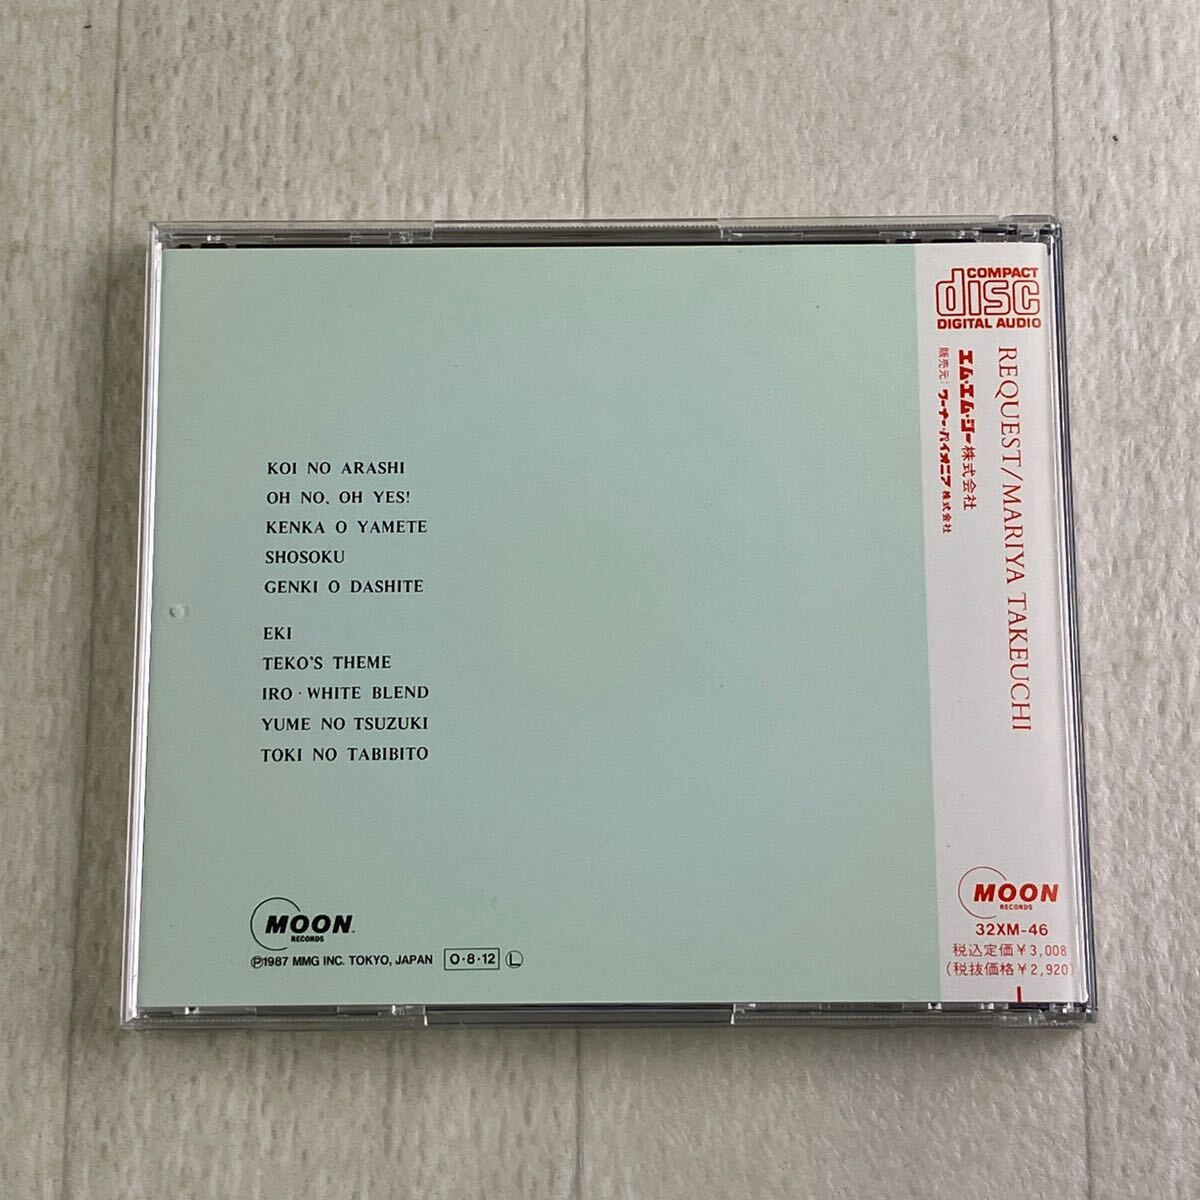 KOI NO ARASHI
OH NO, OH YES!
KENKA O YAMETE
SHOSOKU
GENKI O DASHITE
EKI
TEKO'S THEME
IRO · WHITE BLEND
YUME NO TSUZUKI
TOKI NO TABIBITO
MOON
RECORDS
Ⓟ1987 MMG INC. TOKYO, JAPAN O·8·12 Ⓛ
COMPACT
disc
DIGITAL AUDIO
REQUEST/MARIYA TAKEUCHI
エム・エム・ジー株式会社
販売元：ワーナー・パイオニア株式会社
MOON
RECORDS
32XM-46
税込定価￥3,008
(税抜価格￥2,920)